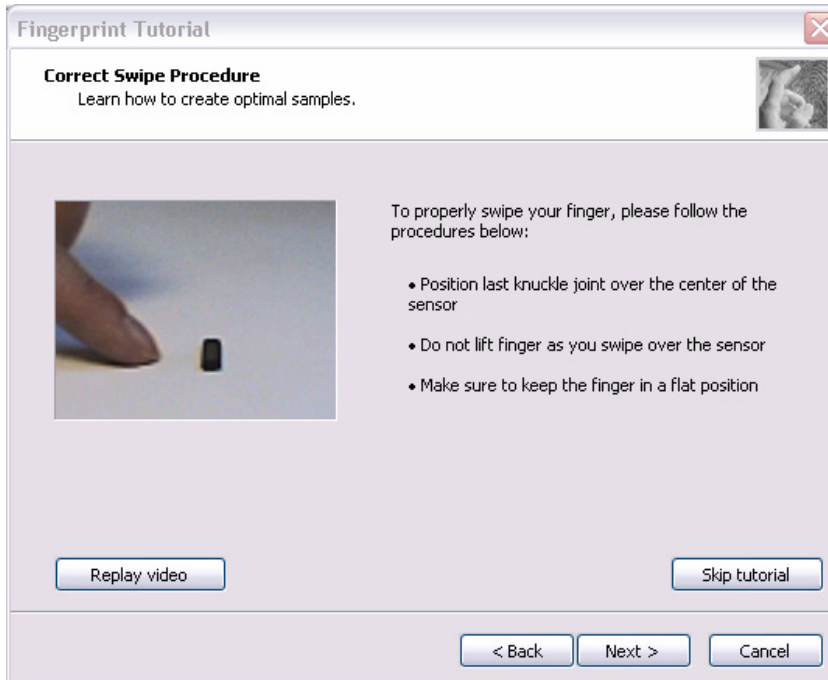 Fingerprint Tutorial
Correct Swipe Procedure
Learn how to create optimal samples.
To properly swipe your finger, please follow the
procedures below:
• Position last knuckle joint over the center of the
sensor
• Do not lift finger as you swipe over the sensor
• Make sure to keep the finger in a flat position
Replay video
Skip tutorial
< Back
Next >
Cancel